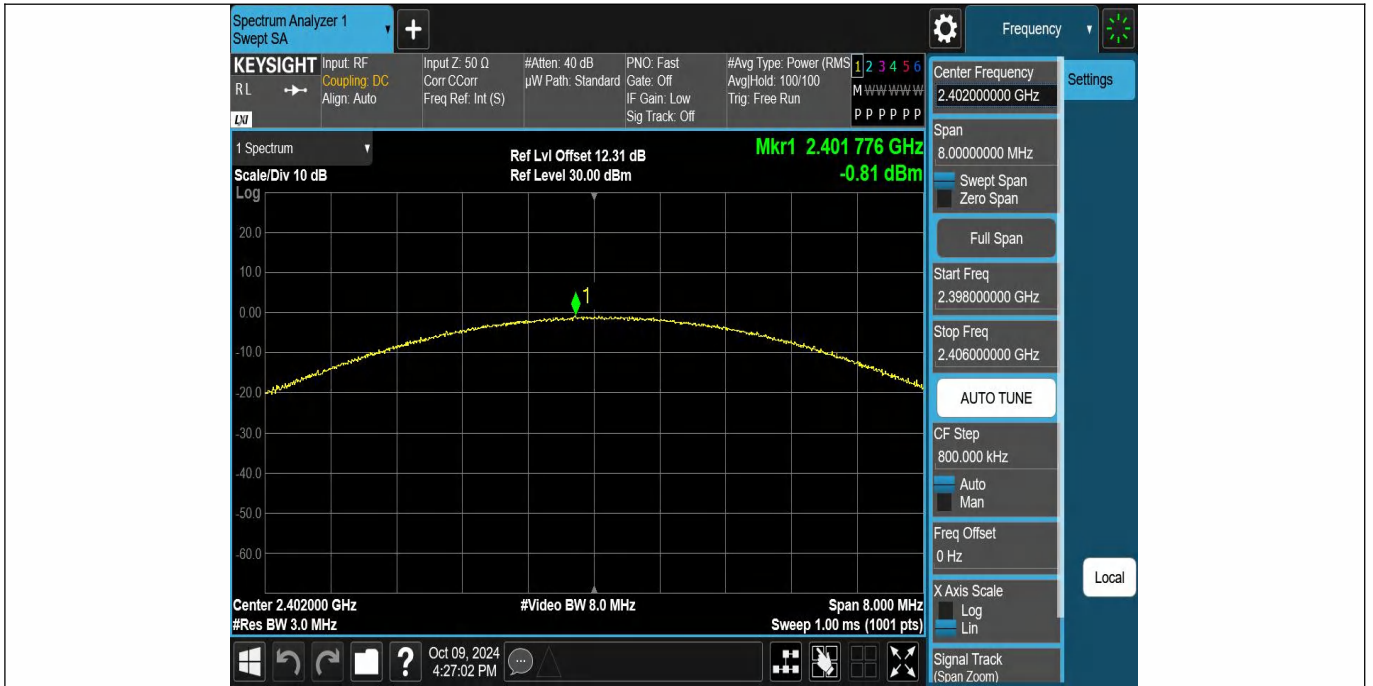 Spectrum Analyzer 1
Swept SA
+
Frequency
KEYSIGHT
RL
LXI
Input: RF
Coupling: DC
Align: Auto
Input Z: 50 Ω
Corr CCorr
Freq Ref: Int (S)
#Atten: 40 dB
µW Path: Standard
PNO: Fast
Gate: Off
IF Gain: Low
Sig Track: Off
#Avg Type: Power (RMS
Avg|Hold: 100/100
Trig: Free Run
1 2 3 4 5 6
M W W W W W
P P P P P P
1 Spectrum
Scale/Div 10 dB
Ref Lvl Offset 12.31 dB
Ref Level 30.00 dBm
Mkr1 2.401 776 GHz
-0.81 dBm
Log
20.0
10.0
0.00
-10.0
-20.0
-30.0
-40.0
-50.0
-60.0
1
Center 2.402000 GHz
#Res BW 3.0 MHz
#Video BW 8.0 MHz
Span 8.000 MHz
Sweep 1.00 ms (1001 pts)
?
Oct 09, 2024
4:27:02 PM
Center Frequency
2.402000000 GHz
Settings
Span
8.00000000 MHz
Swept Span
Zero Span
Full Span
Start Freq
2.398000000 GHz
Stop Freq
2.406000000 GHz
AUTO TUNE
CF Step
800.000 kHz
Auto
Man
Freq Offset
0 Hz
X Axis Scale
Log
Lin
Local
Signal Track
(Span Zoom)